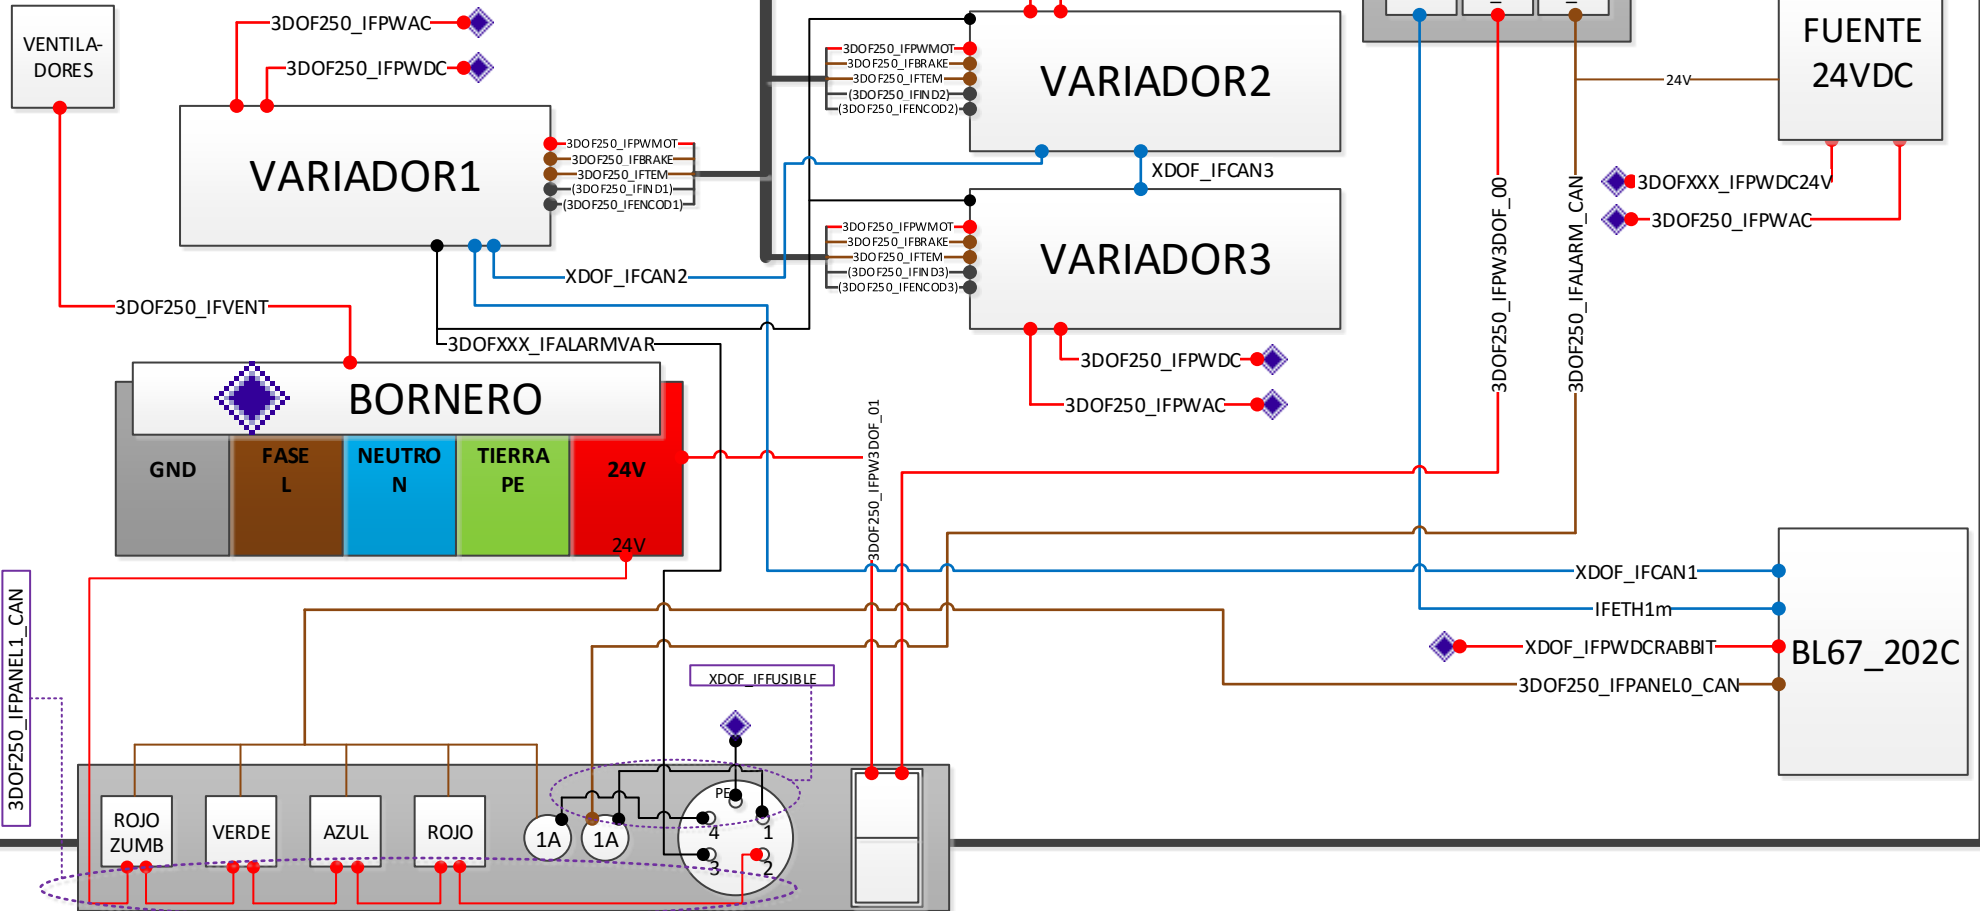 VENTILA-
DORES
3DOF250_IFPWAC
3DOF250_IFPWDC
VARIADOR1
3DOF250_IFPWMOT
3DOF250_IFBRAKE
3DOF250_IFTEM
(3DOF250_IFIND1)
(3DOF250_IFENCOD1)
3DOF250_IFPWMOT
3DOF250_IFBRAKE
3DOF250_IFTEM
(3DOF250_IFIND2)
(3DOF250_IFENCOD2)
VARIADOR2
XDOF_IFCAN3
3DOF250_IFPWMOT
3DOF250_IFBRAKE
3DOF250_IFTEM
(3DOF250_IFIND3)
(3DOF250_IFENCOD3)
VARIADOR3
3DOF250_IFPWDC
3DOF250_IFPWAC
FUENTE
24VDC
24V
3DOFXXX_IFPWDC24V
3DOF250_IFPWAC
3DOF250_IFPW3DOF_00
3DOF250_IFALARM_CAN
XDOF_IFCAN2
3DOF250_IFVENT
3DOFXXX_IFALARMVAR
BORNERO
GND
FASE
L
NEUTRO
N
TIERRA
PE
24V
24V
3DOF250_IFPW3DOF_01
XDOF_IFCAN1
IFETH1m
XDOF_IFPWDCRABBIT
3DOF250_IFPANEL0_CAN
BL67_202C
3DOF250_IFPANEL1_CAN
XDOF_IFFUSIBLE
ROJO
ZUMB
VERDE
AZUL
ROJO
1A
1A
PE
4
1
3
2